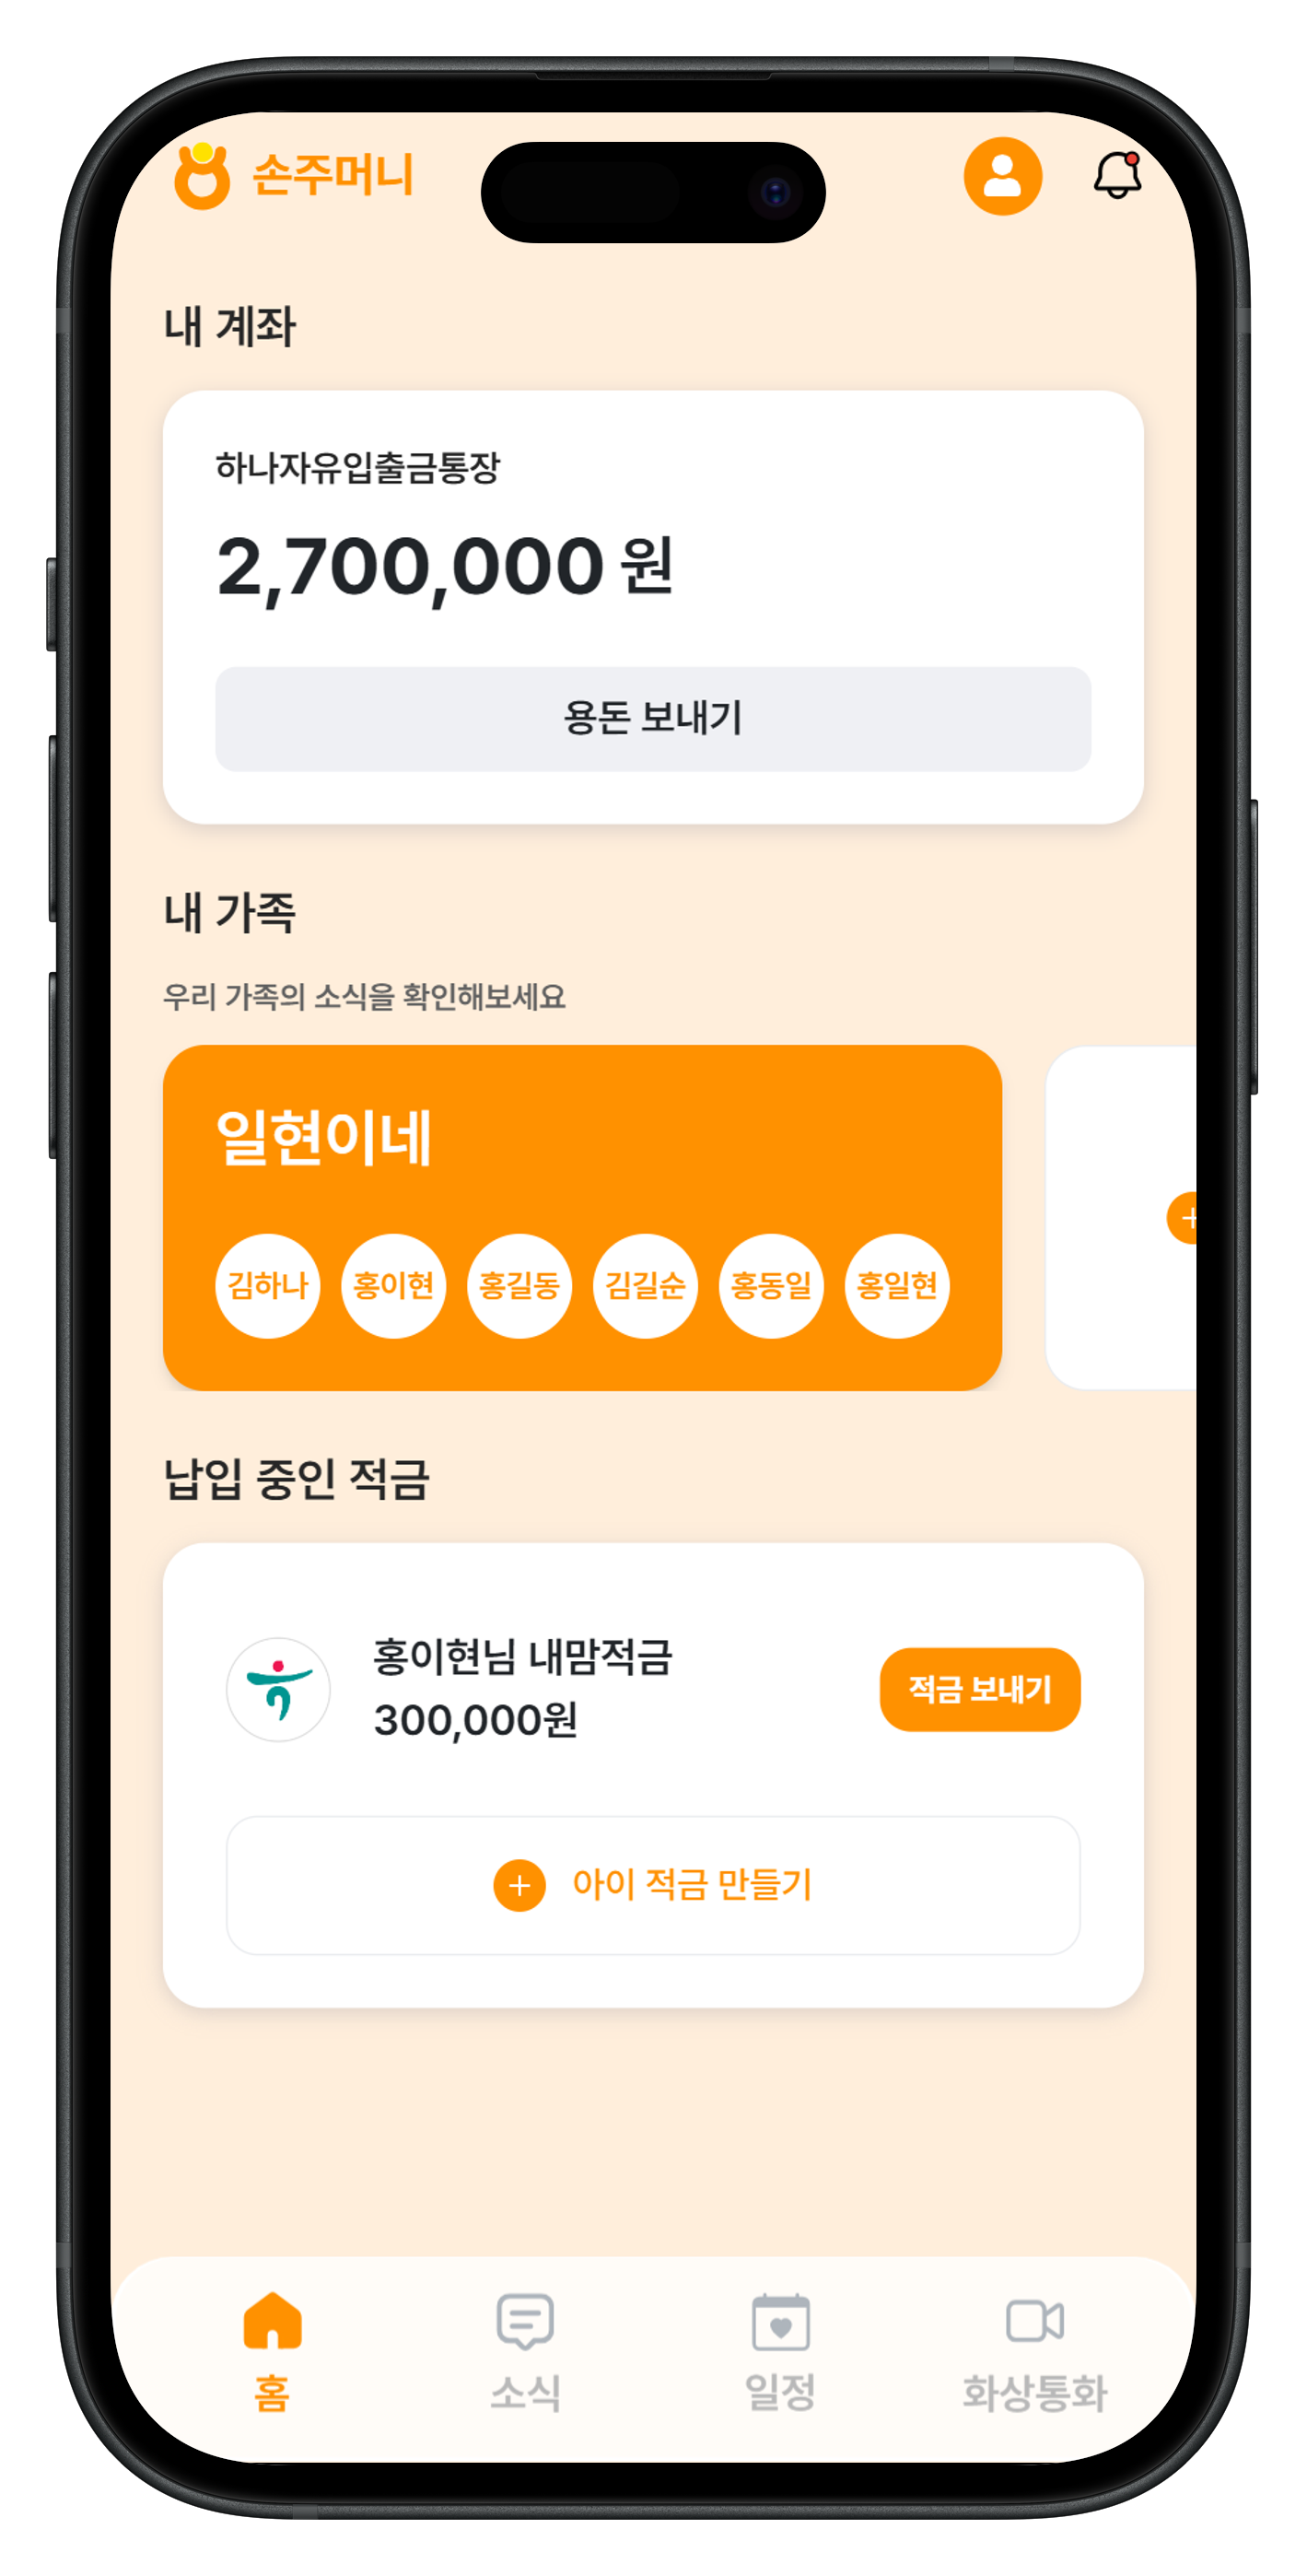 손주머니
내 계좌
하나자유입출금통장
2,700,000 원
용돈 보내기
내 가족
우리 가족의 소식을 확인해보세요
일현이네
김하나 홍이현 홍길동 김길순 홍동일 홍일현
납입 중인 적금
홍이현님 내맘적금
300,000원
적금 보내기
아이 적금 만들기
홈 소식 일정 화상통화